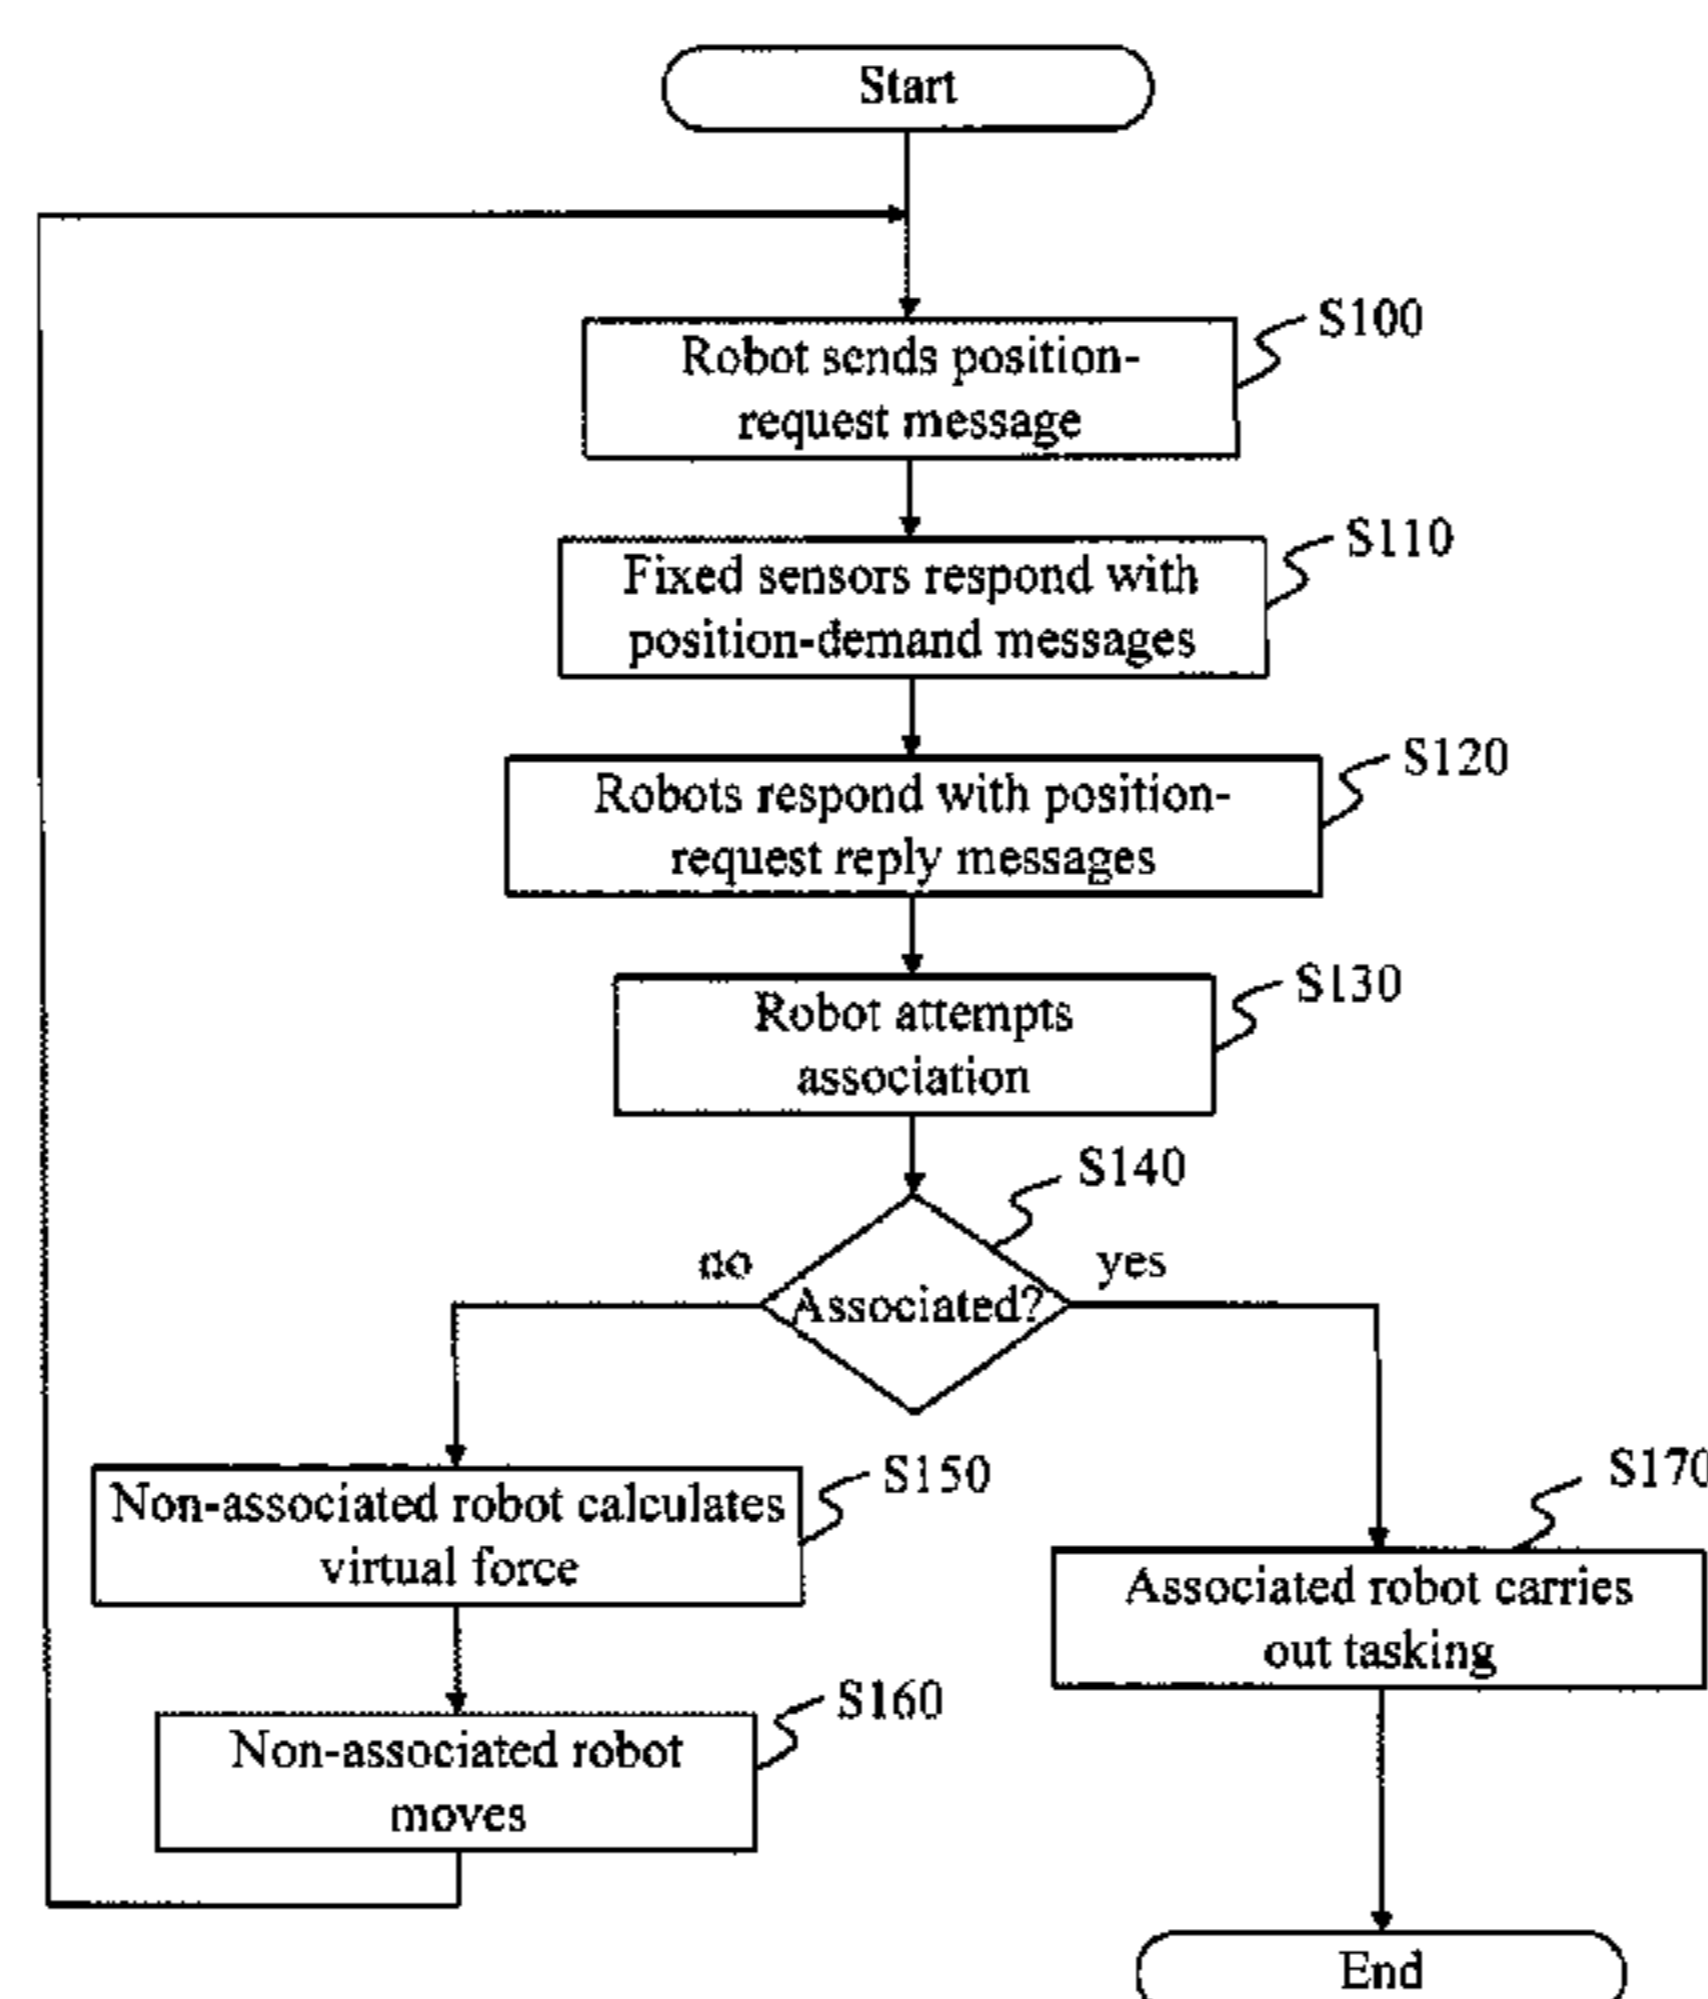 Start
S100
Robot sends position-
request message
S110
Fixed sensors respond with
position-demand messages
S120
Robots respond with position-
request reply messages
S130
Robot attempts
association
S140
no
yes
Associated?
S150
Non-associated robot calculates
virtual force
S170
Associated robot carries
out tasking
S160
Non-associated robot
moves
End